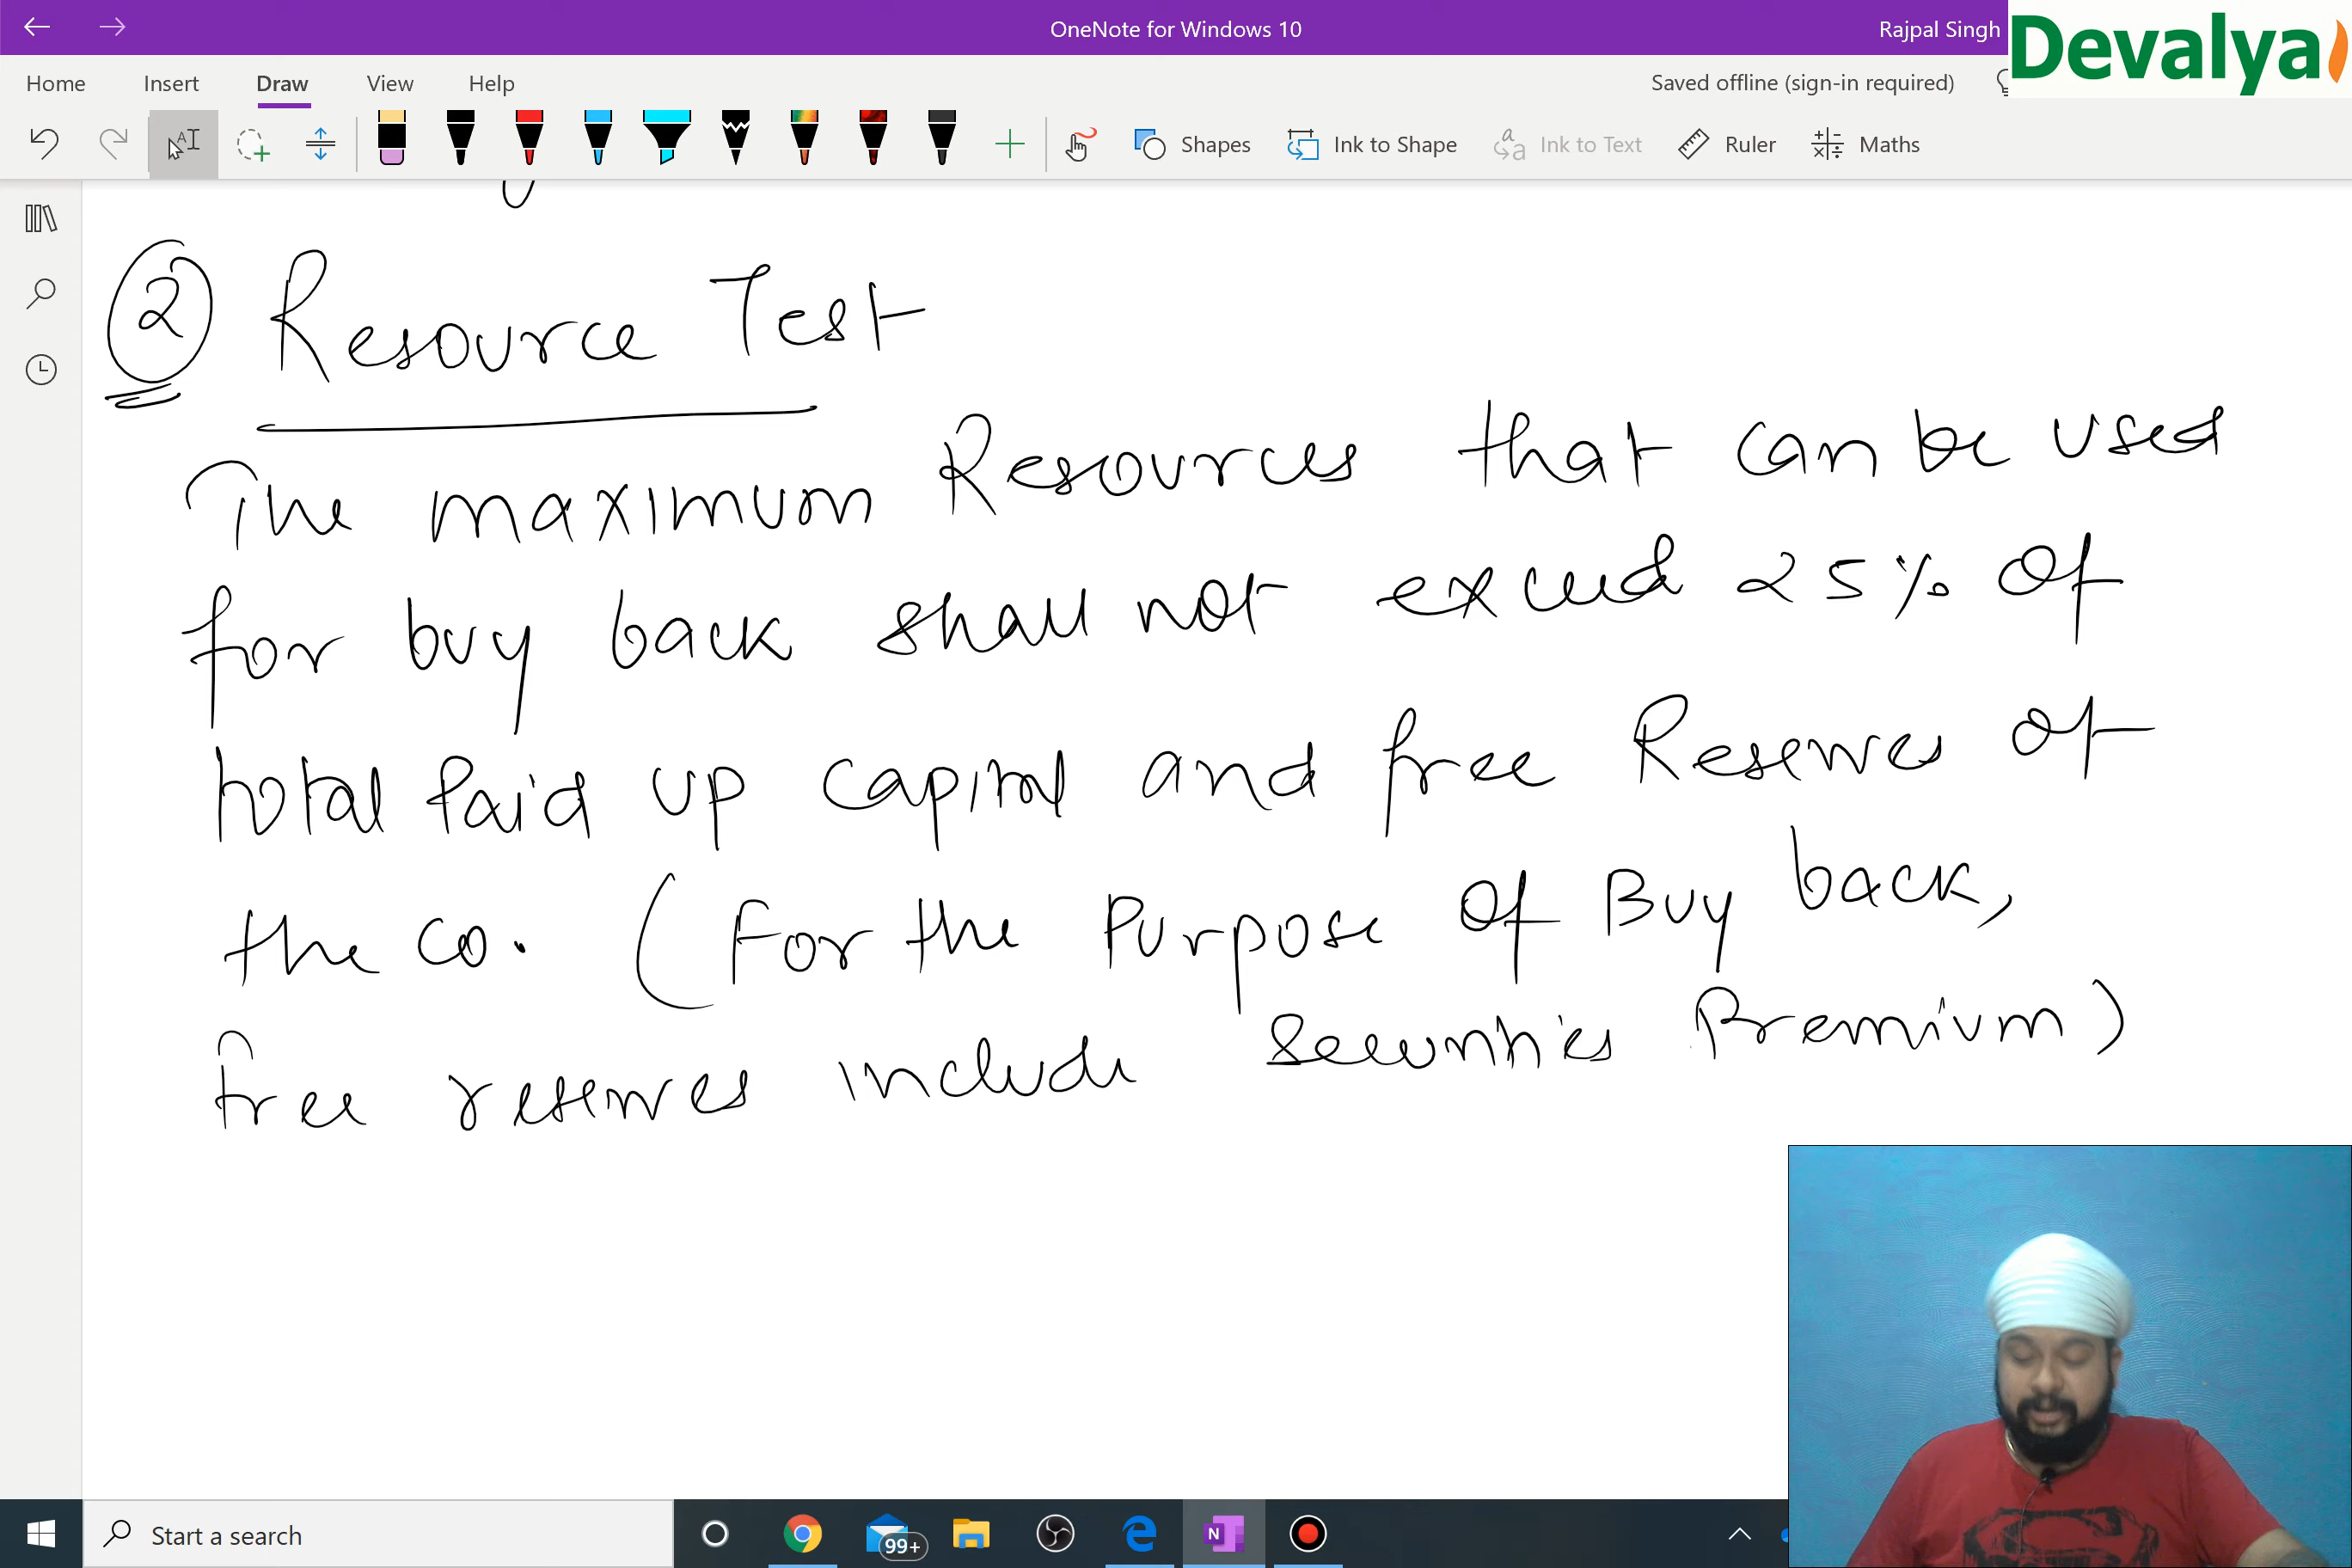 OneNote for Windows 10
Rajpal Singh
Devalya
Home Insert Draw View Help
Saved offline (sign-in required)
Shapes Ink to Shape Ink to Text Ruler Maths
2 Resource Test
The maximum Resources that can be used
for buy back shall not exceed 25% of
total Paid up capital and free Reserves of
the co. (For the Purpose of Buy back,
free reserves include Securities Premium)
Start a search
99+
N